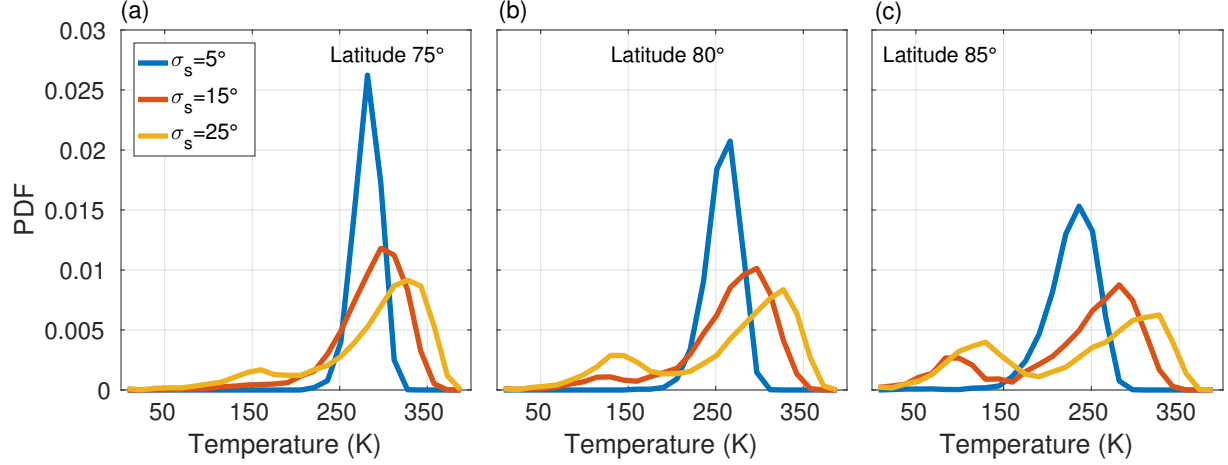 (a)
(b)
(c)
0.03
0.025
0.02
0.015
0.01
0.005
0
PDF
σs=5°
σs=15°
σs=25°
Latitude 75°
Latitude 80°
Latitude 85°
50 150 250 350
50 150 250 350
50 150 250 350
Temperature (K)
Temperature (K)
Temperature (K)